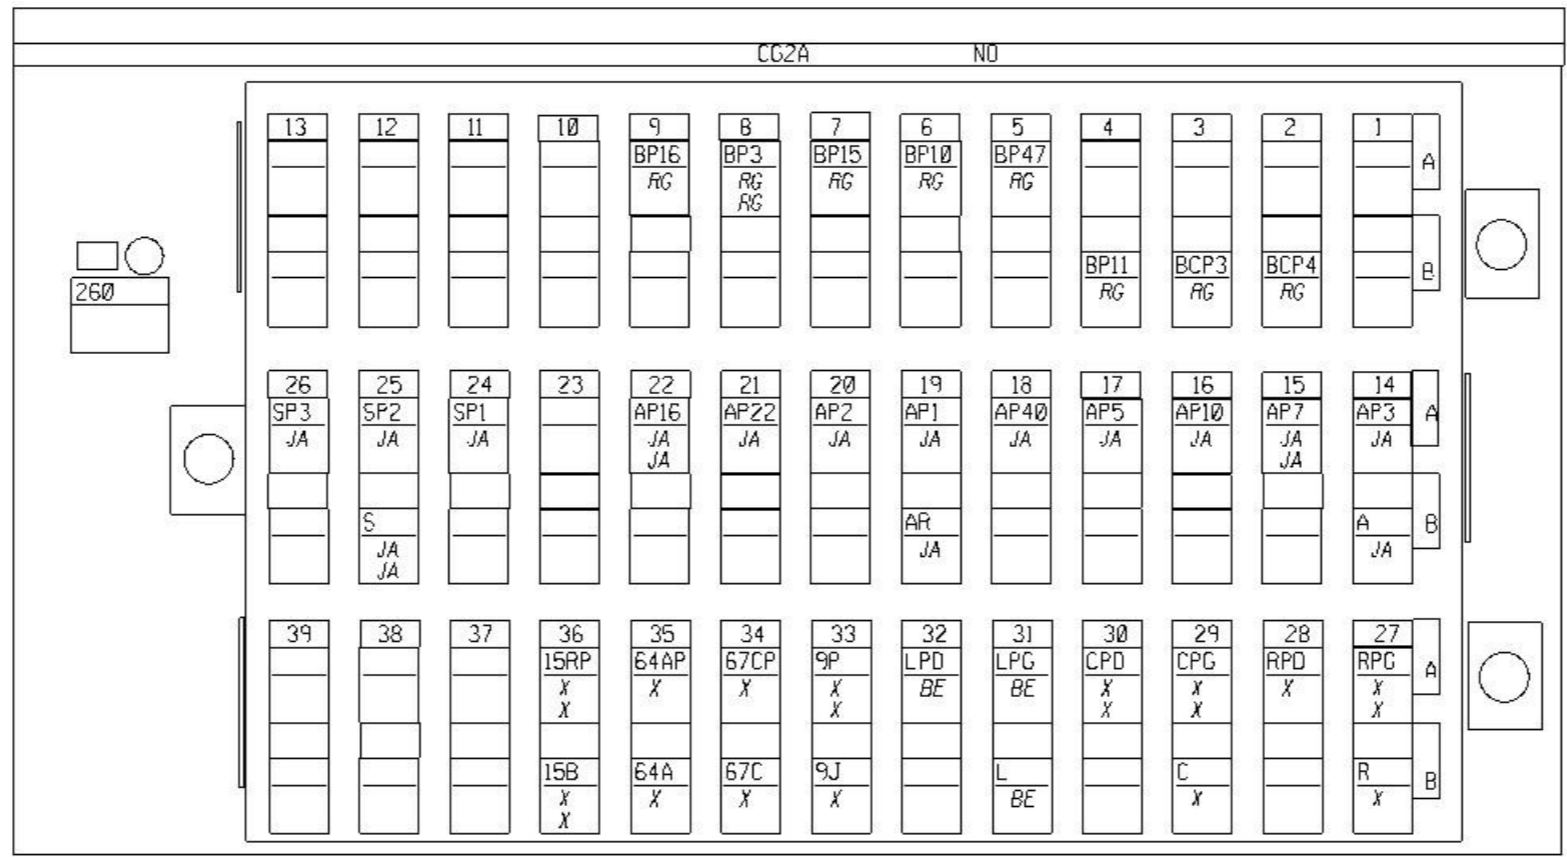 CG2A NO
13 12 11 10 9 8 7 6 5 4 3 2 1
BP16 BP3 BP15 BP10 BP47 A
RG RG RG RG RG
RG
260
BP11 BCP3 BCP4 B
RG RG RG
26 25 24 23 22 21 20 19 18 17 16 15 14
SP3 SP2 SP1 AP16 AP22 AP2 AP1 AP40 AP5 AP10 AP7 AP3 A
JA JA JA JA JA JA JA JA JA JA JA JA
JA JA
S AR A B
JA JA JA
JA
39 38 37 36 35 34 33 32 31 30 29 28 27
15RP 64AP 67CP 9P LPD LPG CPD CPG RPD RPG A
X X X X BE BE X X X X
X X X X X
15B 64A 67C 9J L C R B
X X X X BE X X
X